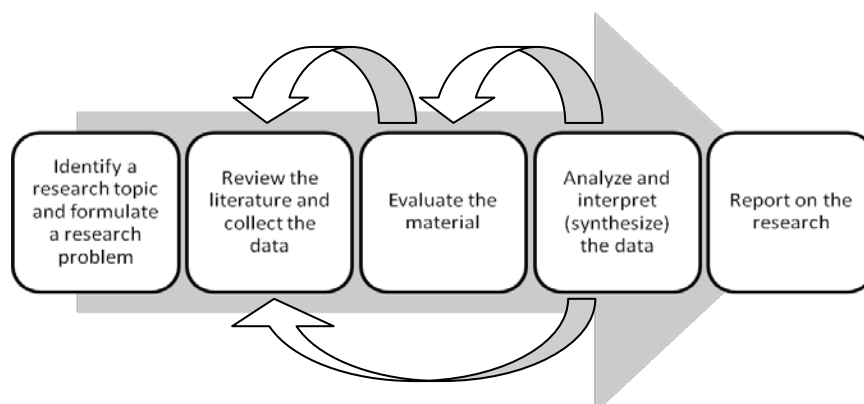 Identify a
research topic
and formulate
a research
problem
Review the
literature and
collect the
data
Evaluate the
material
Analyze and
interpret
(synthesize)
the data
Report on the
research